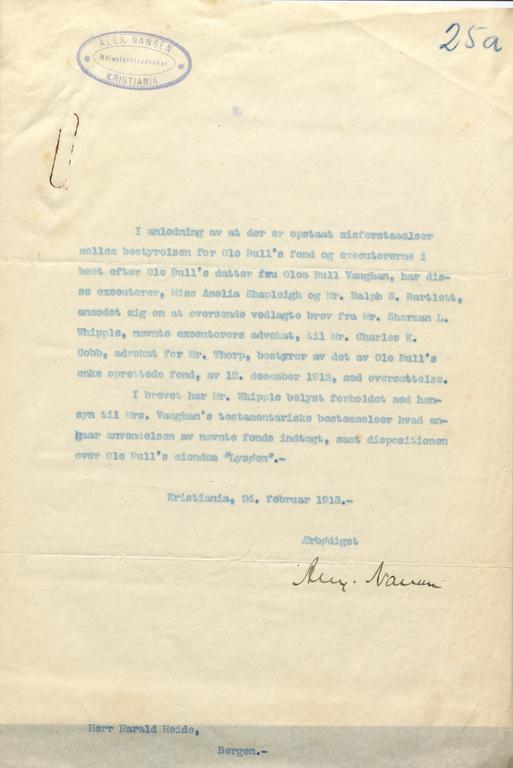 25a
ALEX. NANSEN
Höiesteretsadvokat
KRISTIANIA
I anledning av at der er opstaat misforstaaelser
mellem bestyrelsen for Ole Bull's fond og executorerne i
boet efter Ole Bull's datter fru Olea Bull Vaughan, har dis-
se executorer, Miss Amelia Shapleigh og Mr. Ralph S. Bartlett,
anmodet mig om at oversende vedlagte brev fra Mr. Sherman L.
Whipple, nævnte executorers advokat, til Mr. Charles K.
Cobb, advokat for Mr. Thorp, bestyrer av det av Ole Bull's
enke oprettede fond, av 12. december 1912, med oversættelse.
I brevet har Mr. Whipple belyst forholdet med hen-
syn til Mrs. Vaughan's testamentariske bestemmelser hvad an-
gaar anvendelsen av nævnte fonds indtægt, samt dispositionen
over Ole Bull's eiendom "Lysøen".-
Kristiania, 24. februar 1913.-
Ærbødigst
Alex. Nansen
Herr Harald Heide,
Bergen.-